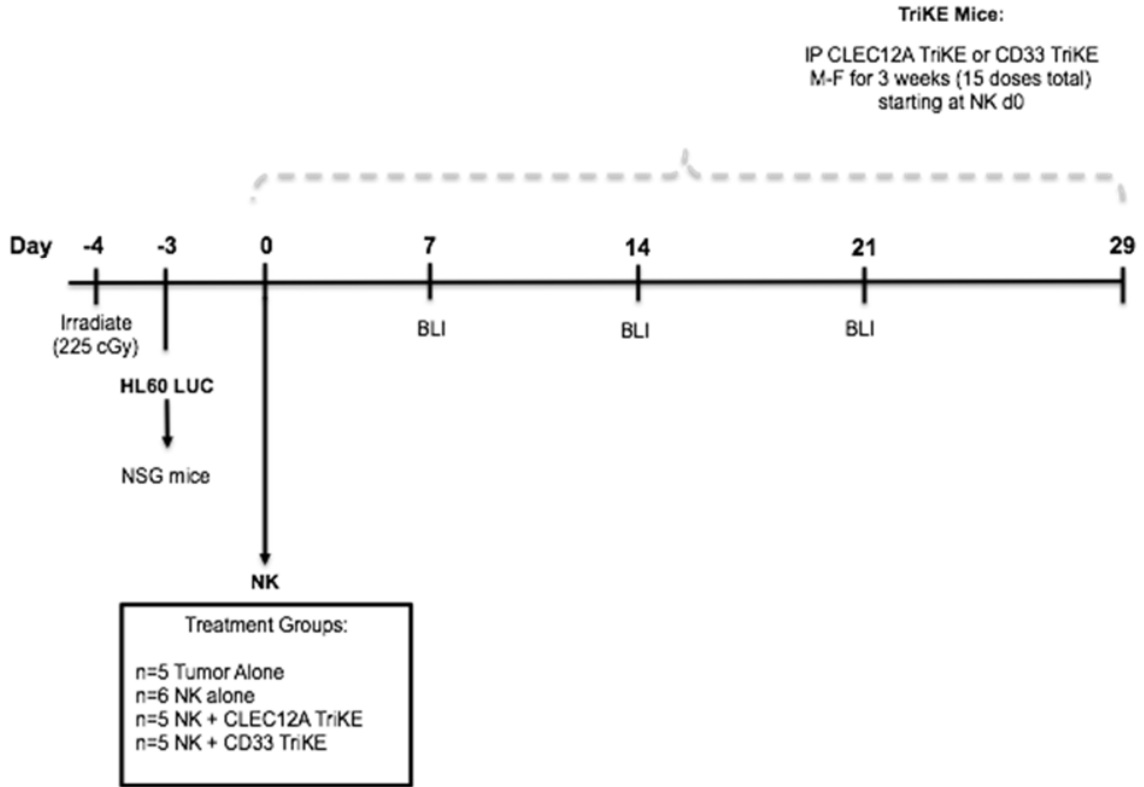 TriKE Mice:
IP CLEC12A TriKE or CD33 TriKE
M-F for 3 weeks (15 doses total)
starting at NK d0
Day -4 -3 0 7 14 21 29
Irradiate
(225 cGy)
BLI BLI BLI
HL60 LUC
NSG mice
NK
Treatment Groups:
n=5 Tumor Alone
n=6 NK alone
n=5 NK + CLEC12A TriKE
n=5 NK + CD33 TriKE